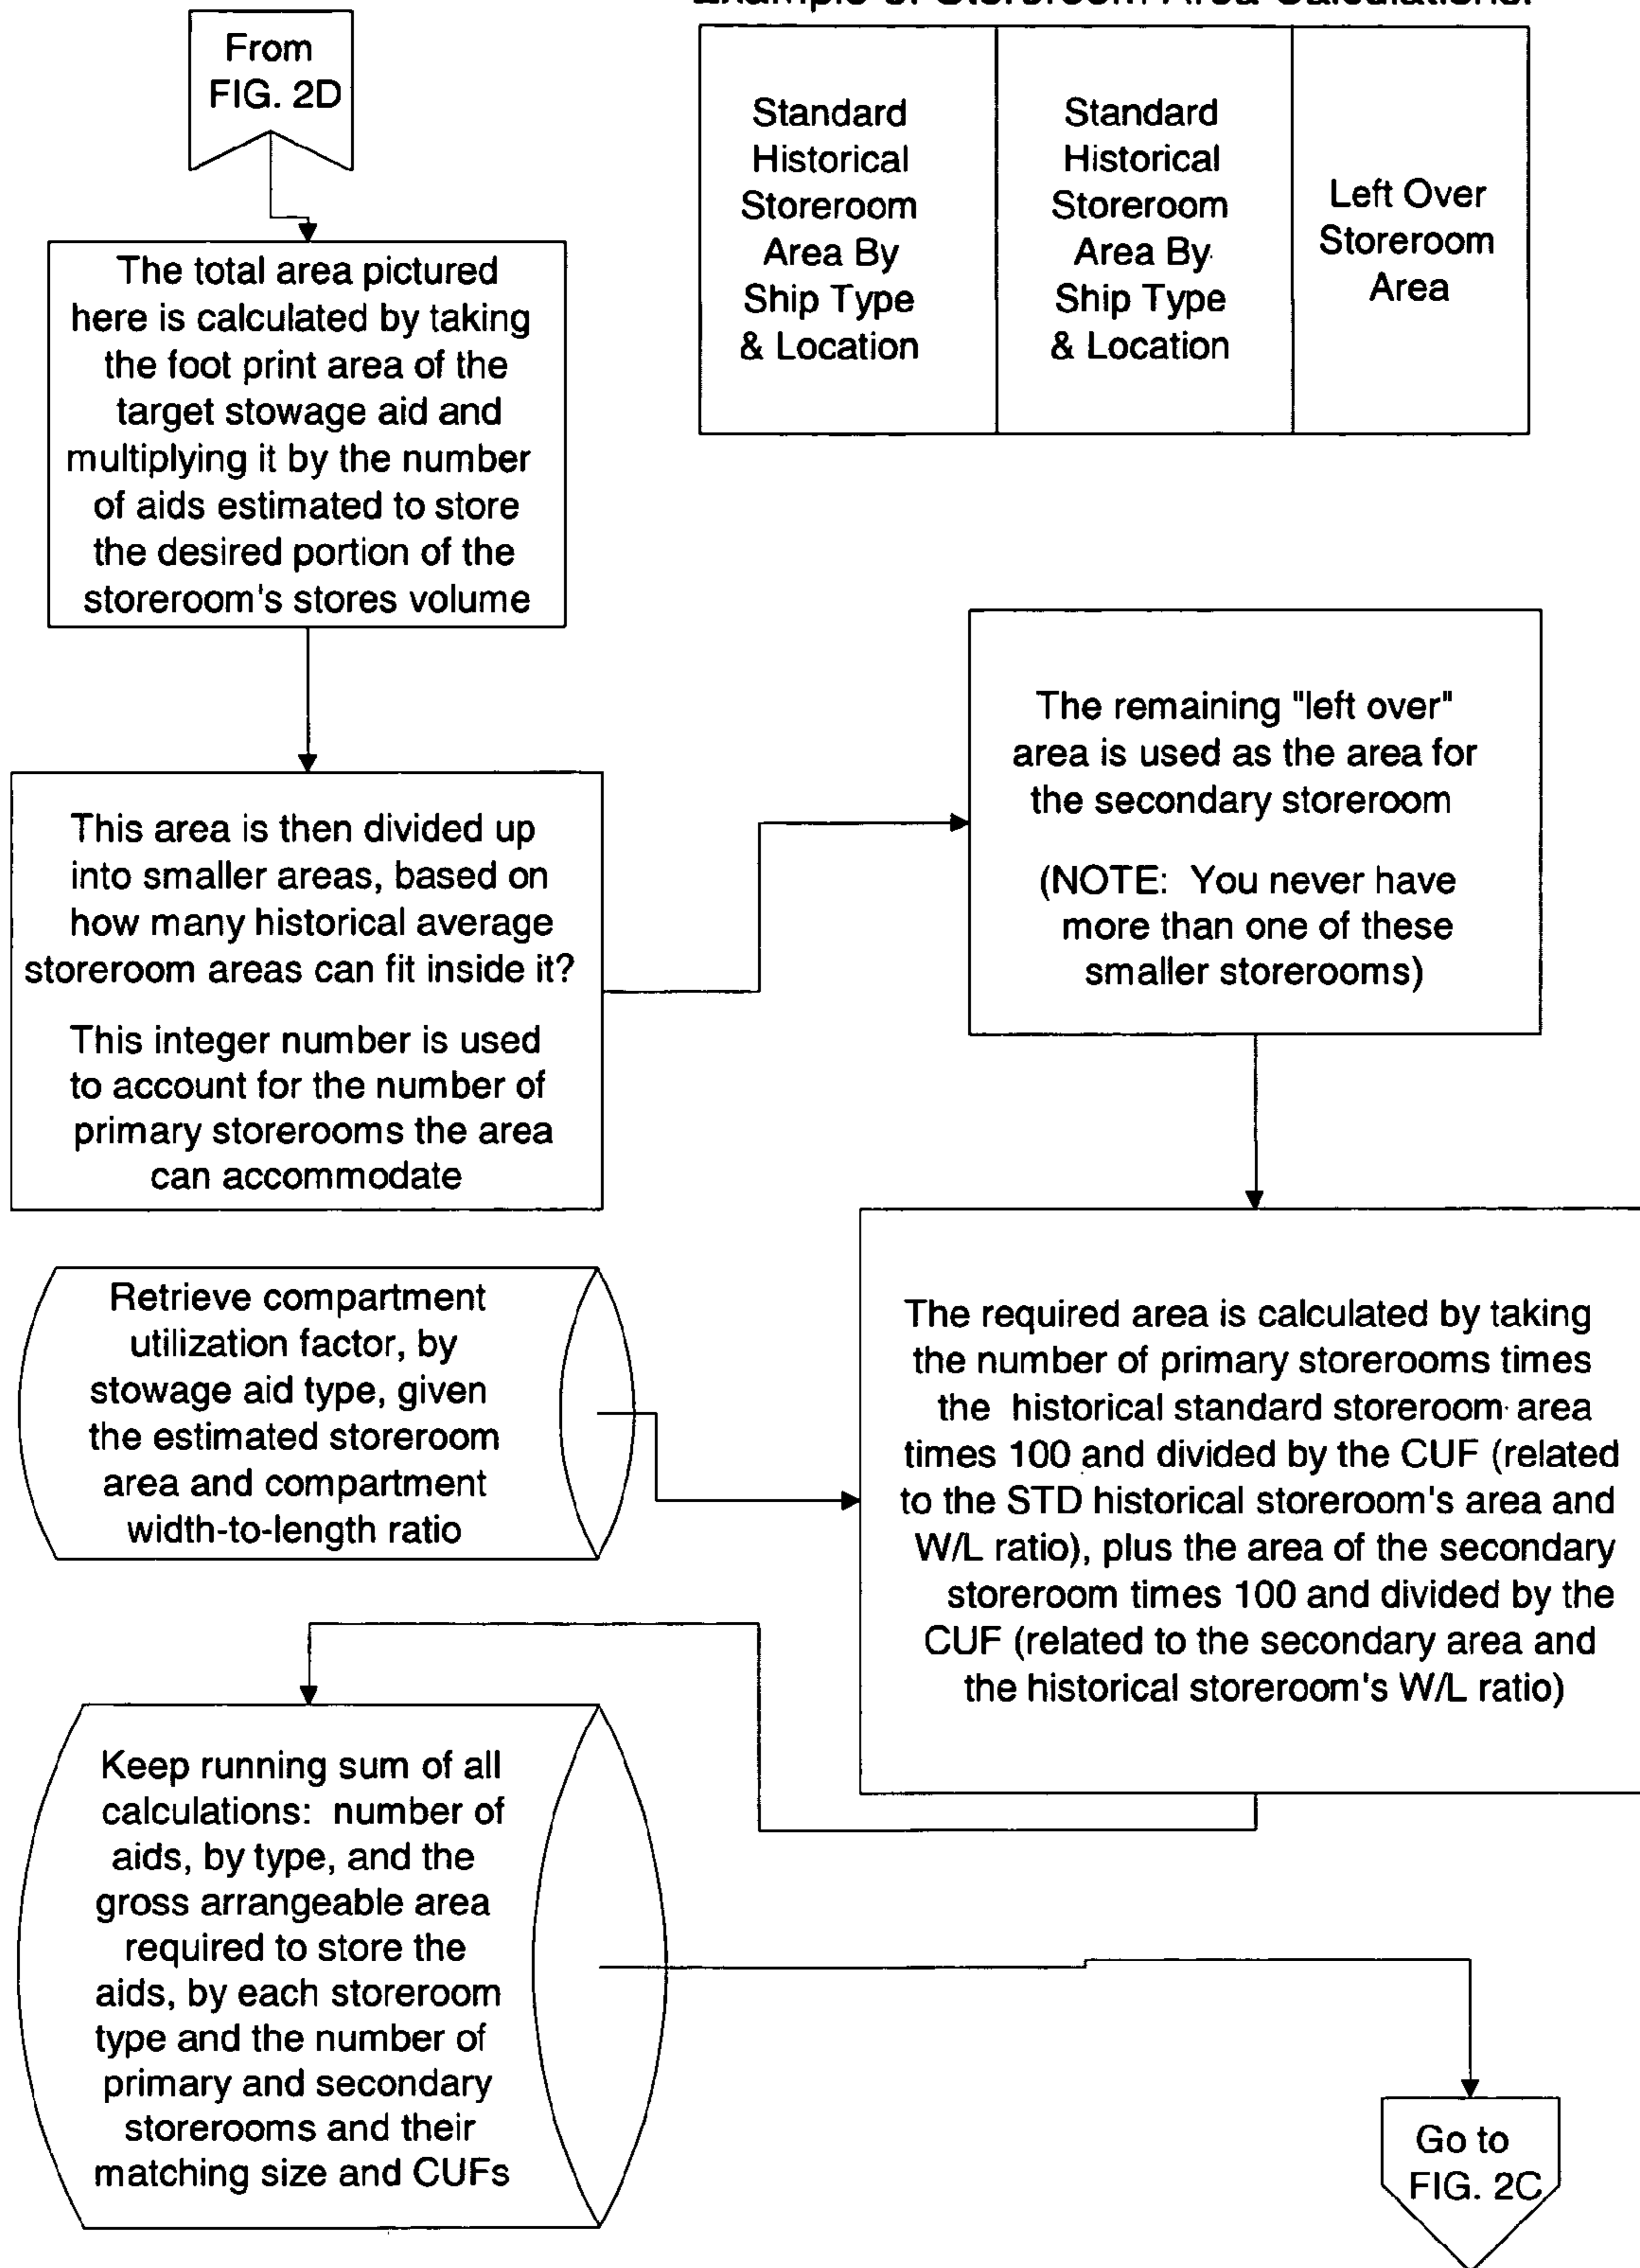 Example of Storeroom Area Calculations:
From
FIG. 2D
Standard
Historical
Storeroom
Area By
Ship Type
& Location
Standard
Historical
Storeroom
Area By
Ship Type
& Location
Left Over
Storeroom
Area
The total area pictured
here is calculated by taking
the foot print area of the
target stowage aid and
multiplying it by the number
of aids estimated to store
the desired portion of the
storeroom's stores volume
This area is then divided up
into smaller areas, based on
how many historical average
storeroom areas can fit inside it?
This integer number is used
to account for the number of
primary storerooms the area
can accommodate
The remaining "left over"
area is used as the area for
the secondary storeroom
(NOTE: You never have
more than one of these
smaller storerooms)
Retrieve compartment
utilization factor, by
stowage aid type, given
the estimated storeroom
area and compartment
width-to-length ratio
The required area is calculated by taking
the number of primary storerooms times
the historical standard storeroom area
times 100 and divided by the CUF (related
to the STD historical storeroom's area and
W/L ratio), plus the area of the secondary
storeroom times 100 and divided by the
CUF (related to the secondary area and
the historical storeroom's W/L ratio)
Keep running sum of all
calculations: number of
aids, by type, and the
gross arrangeable area
required to store the
aids, by each storeroom
type and the number of
primary and secondary
storerooms and their
matching size and CUFs
Go to
FIG. 2C